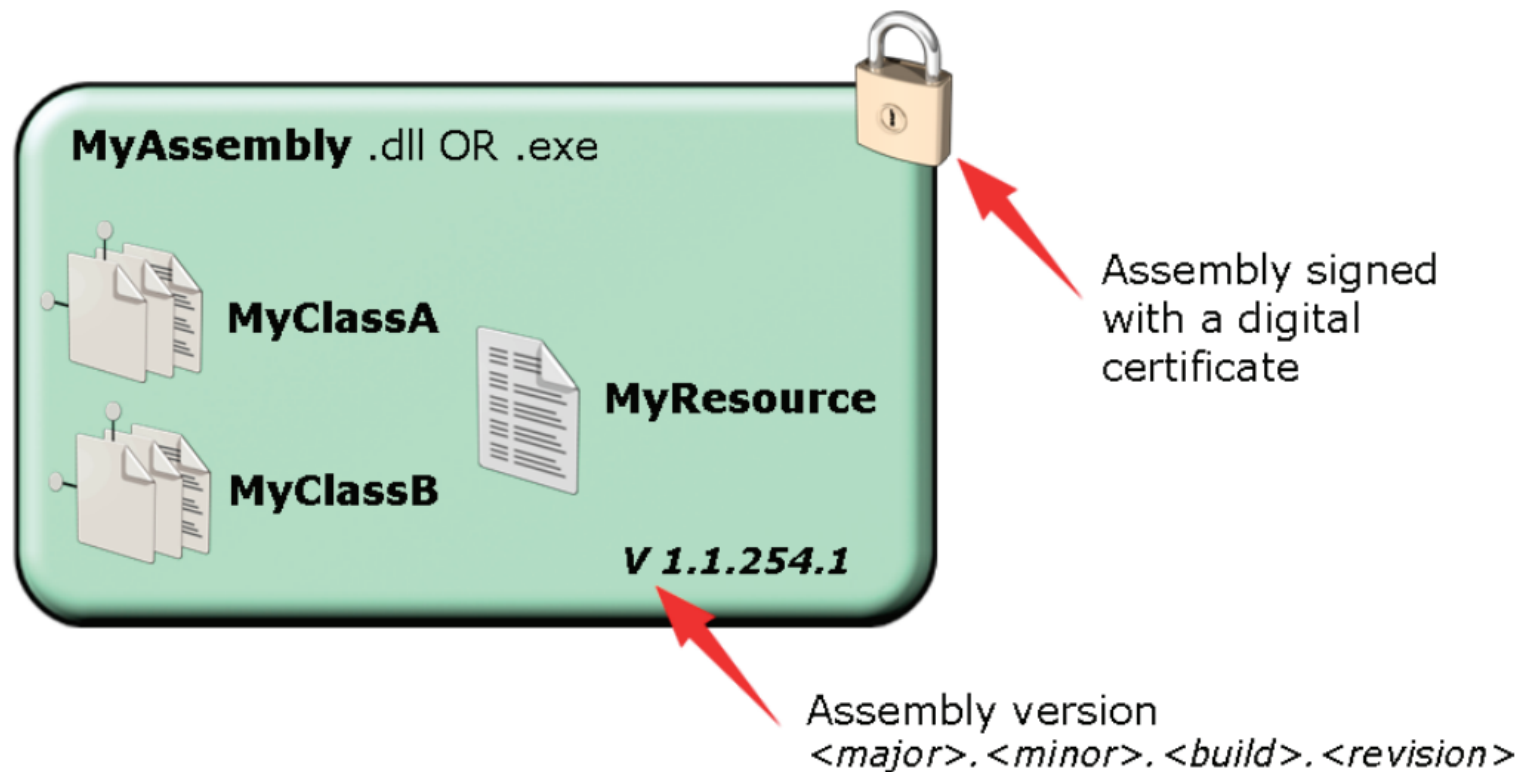 MyAssembly .dll OR .exe
MyClassA
MyResource
MyClassB
V 1.1.254.1
Assembly signed
with a digital
certificate
Assembly version
<major>.<minor>.<build>.<revision>